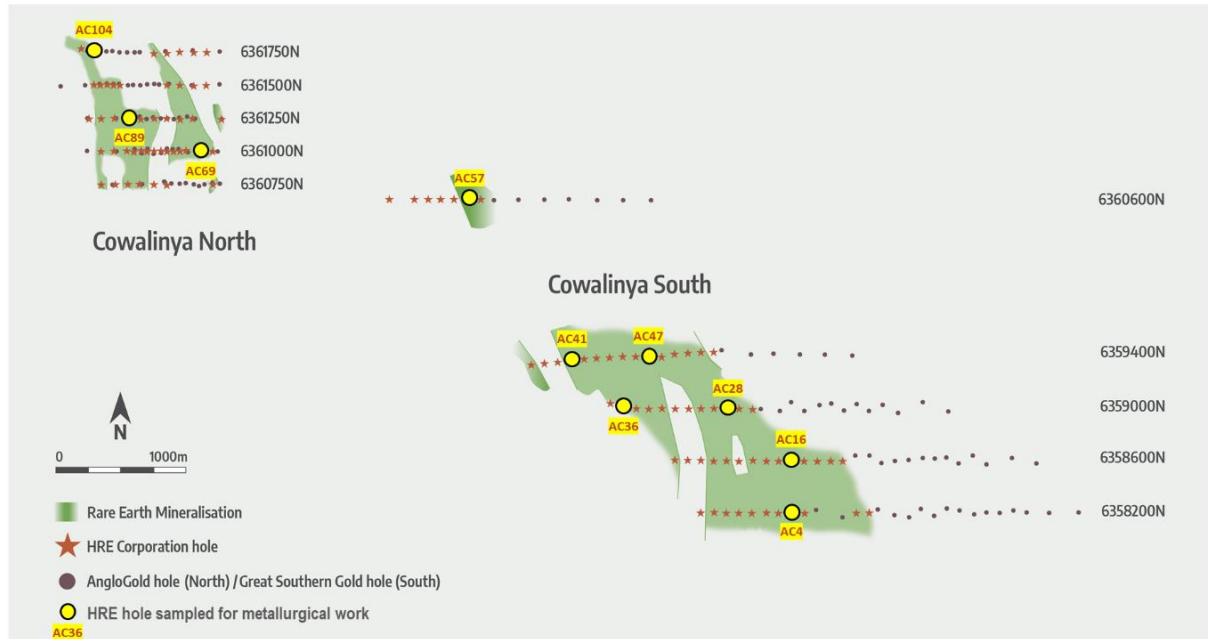 AC104
6361750N
6361500N
6361250N
AC89
6361000N
AC69
6360750N
AC57
6360600N
Cowalinya North
Cowalinya South
AC41
AC47
6359400N
AC28
6359000N
AC36
AC16
6358600N
6358200N
AC4
N
0 1000m
Rare Earth Mineralisation
HRE Corporation hole
AngloGold hole (North) /Great Southern Gold hole (South)
HRE hole sampled for metallurgical work
AC36